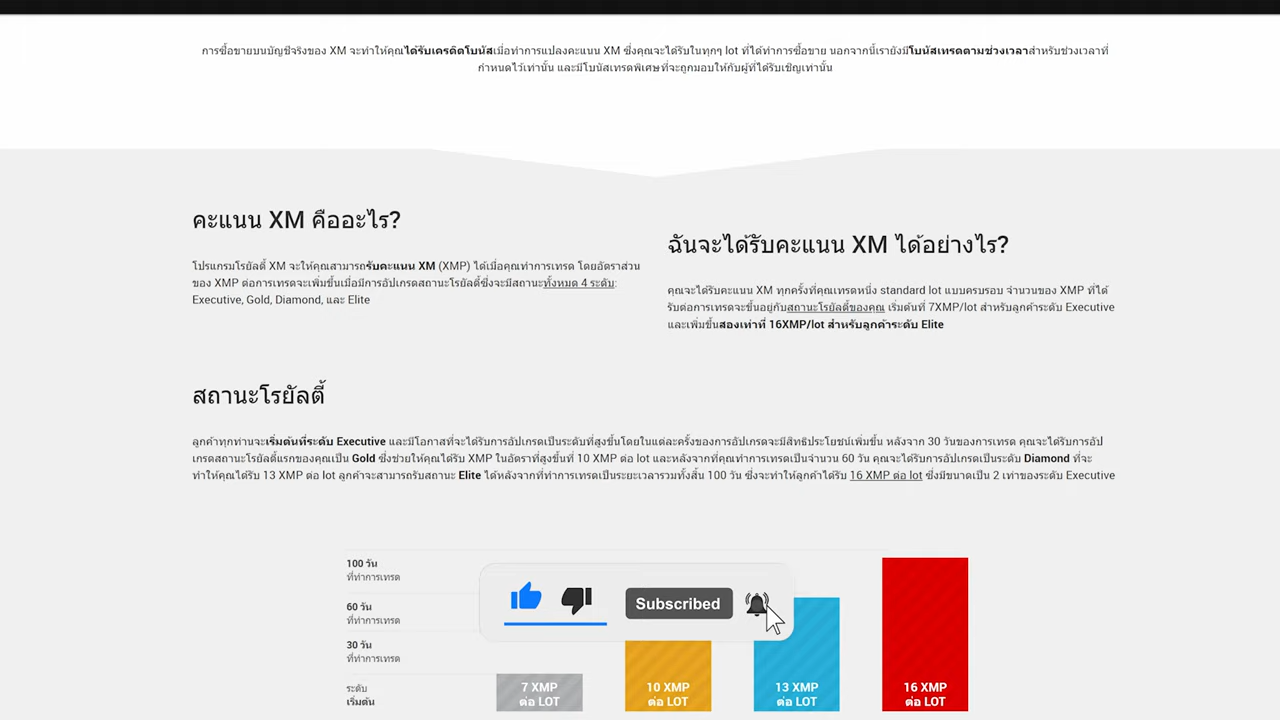 การซื้อขายบนบัญชีจริงของ XM จะทำให้คุณได้รับเครดิตโบนัสเมื่อทำการแปลงคะแนน XM ซึ่งคุณจะได้รับในทุกๆ lot ที่ได้ทำการซื้อขาย นอกจากนี้เรายังมีโบนัสเทรดตามช่วงเวลาสำหรับช่วงเวลาที่
กำหนดไว้เท่านั้น และมีโบนัสเทรดพิเศษที่จะถูกมอบให้กับผู้ที่ได้รับเชิญเท่านั้น
คะแนน XM คืออะไร?
โปรแกรมโรยัลตี้ XM จะให้คุณสามารถรับคะแนน XM (XMP) ได้เมื่อคุณทำการเทรด โดยอัตราส่วน
ของ XMP ต่อการเทรดจะเพิ่มขึ้นเมื่อมีการอัปเกรดสถานะโรยัลตี้ซึ่งจะมีสถานะทั้งหมด 4 ระดับ:
Executive, Gold, Diamond, และ Elite
ฉันจะได้รับคะแนน XM ได้อย่างไร?
คุณจะได้รับคะแนน XM ทุกครั้งที่คุณเทรดหนึ่ง standard lot แบบครบรอบ จำนวนของ XMP ที่ได้
รับต่อการเทรดจะขึ้นอยู่กับสถานะโรยัลตี้ของคุณ เริ่มต้นที่ 7XMP/lot สำหรับลูกค้าระดับ Executive
และเพิ่มขึ้นสองเท่าที่ 16XMP/lot สำหรับลูกค้าระดับ Elite
สถานะโรยัลตี้
ลูกค้าทุกท่านจะเริ่มต้นที่ระดับ Executive และมีโอกาสที่จะได้รับการอัปเกรดเป็นระดับที่สูงขึ้นโดยในแต่ละครั้งของการอัปเกรดจะมีสิทธิประโยชน์เพิ่มขึ้น หลังจาก 30 วันของการเทรด คุณจะได้รับการอัป
เกรดสถานะโรยัลตี้แรกของคุณเป็น Gold ซึ่งช่วยให้คุณได้รับ XMP ในอัตราที่สูงขึ้นที่ 10 XMP ต่อ lot และหลังจากที่คุณทำการเทรดเป็นจำนวน 60 วัน คุณจะได้รับการอัปเกรดเป็นระดับ Diamond ที่จะ
ทำให้คุณได้รับ 13 XMP ต่อ lot ลูกค้าจะสามารถรับสถานะ Elite ได้หลังจากที่ทำการเทรดเป็นระยะเวลารวมทั้งสิ้น 100 วัน ซึ่งจะทำให้ลูกค้าได้รับ 16 XMP ต่อ lot ซึ่งมีขนาดเป็น 2 เท่าของระดับ Executive
100 วัน
ที่ทำการเทรด
60 วัน
ที่ทำการเทรด
30 วัน
ที่ทำการเทรด
ระดับ
เริ่มต้น
Subscribed
7 XMP
ต่อ LOT
10 XMP
ต่อ LOT
13 XMP
ต่อ LOT
16 XMP
ต่อ LOT